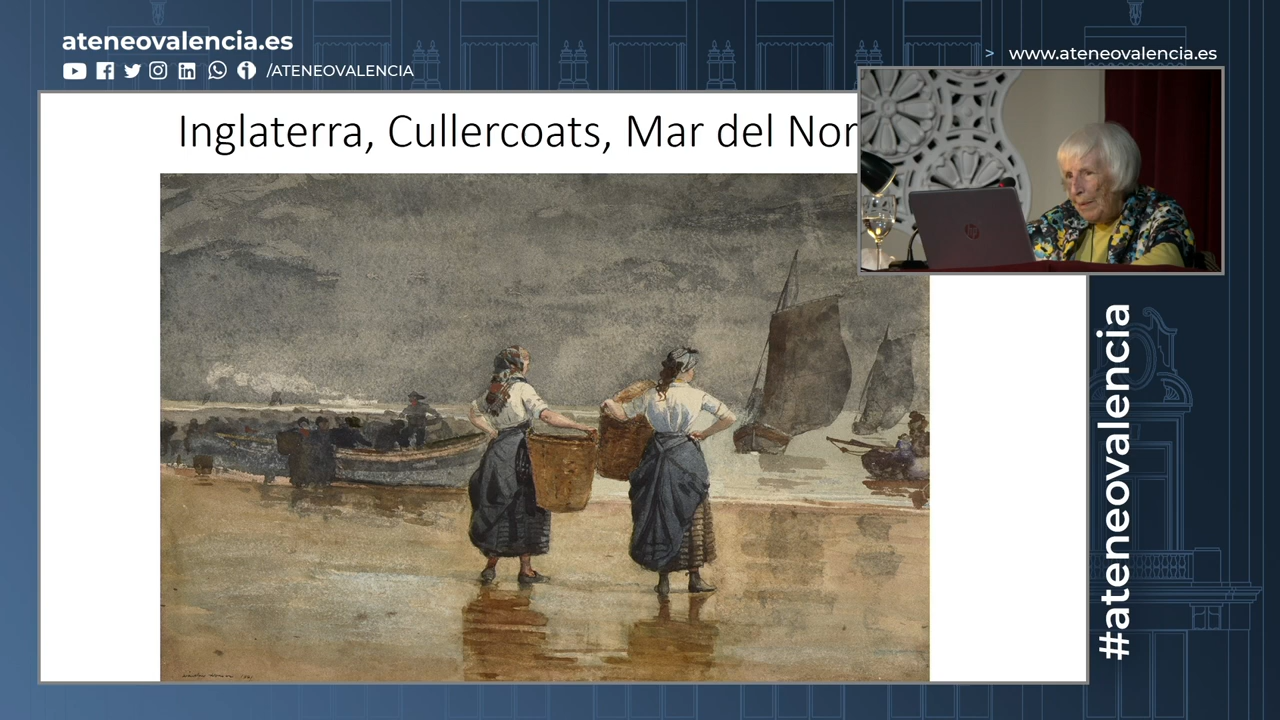 ateneovalencia.es
/ATENEOVALENCIA
> www.ateneovalencia.es
Inglaterra, Cullercoats, Mar del Nor
#ateneovalencia